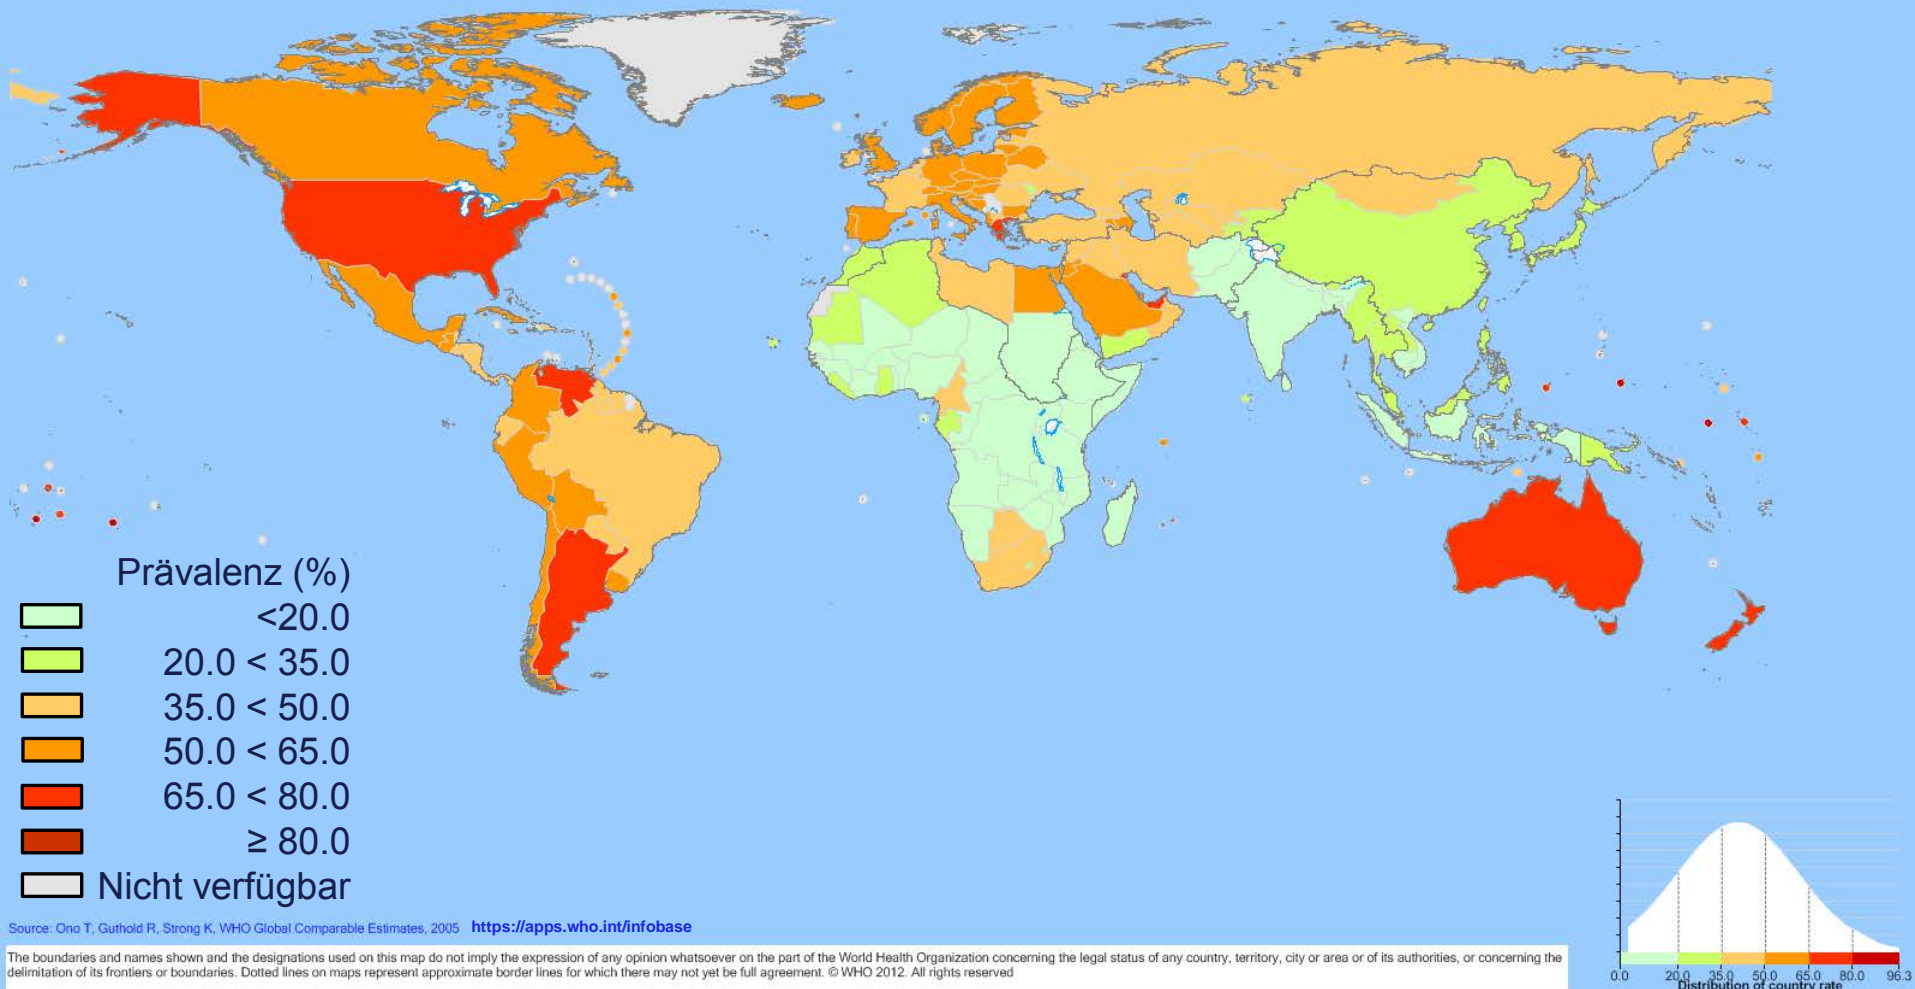 Prävalenz (%)
<20.0
20.0 < 35.0
35.0 < 50.0
50.0 < 65.0
65.0 < 80.0
≥ 80.0
Nicht verfügbar
Source: Ono T, Guthold R, Strong K, WHO Global Comparable Estimates, 2005 https://apps.who.int/infobase
The boundaries and names shown and the designations used on this map do not imply the expression of any opinion whatsoever on the part of the World Health Organization concerning the legal status of any country, territory, city or area or of its authorities, or concerning the
delimitation of its frontiers or boundaries. Dotted lines on maps represent approximate border lines for which there may not yet be full agreement. © WHO 2012. All rights reserved
0.0 20.0 35.0 50.0 65.0 80.0 96.3
Distribution of country rate